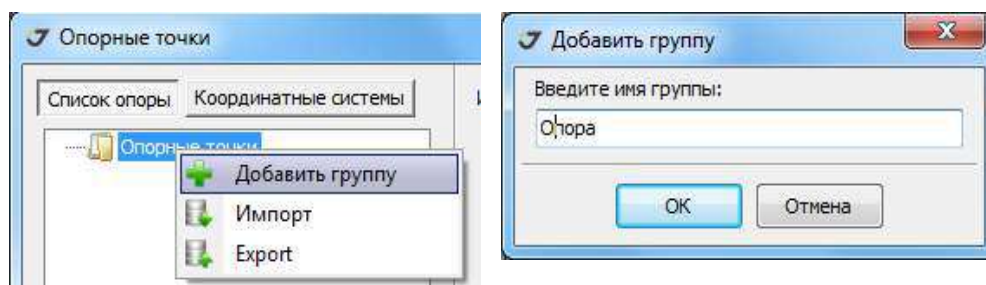 Опорные точки
Список опоры
Координатные системы
Опорные точки
Добавить группу
Импорт
Export
Добавить группу
Введите имя группы:
Опора
OK
Отмена